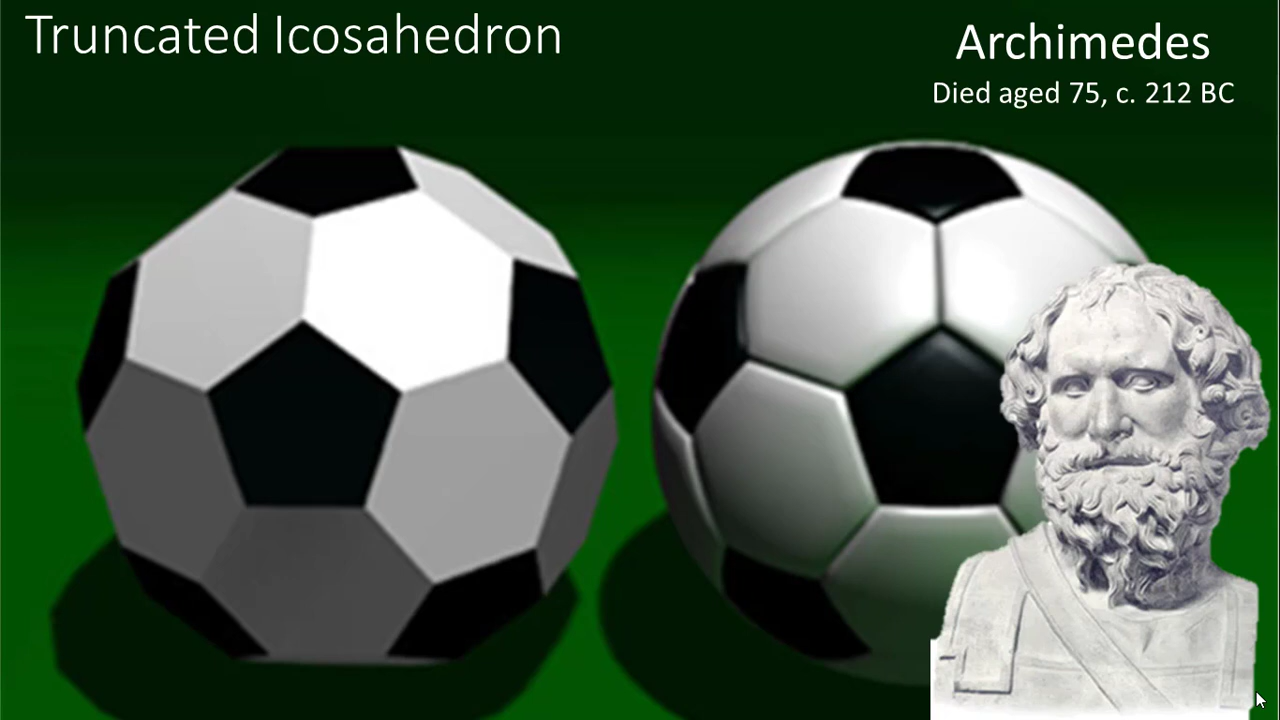 Truncated Icosahedron
Archimedes
Died aged 75, c. 212 BC